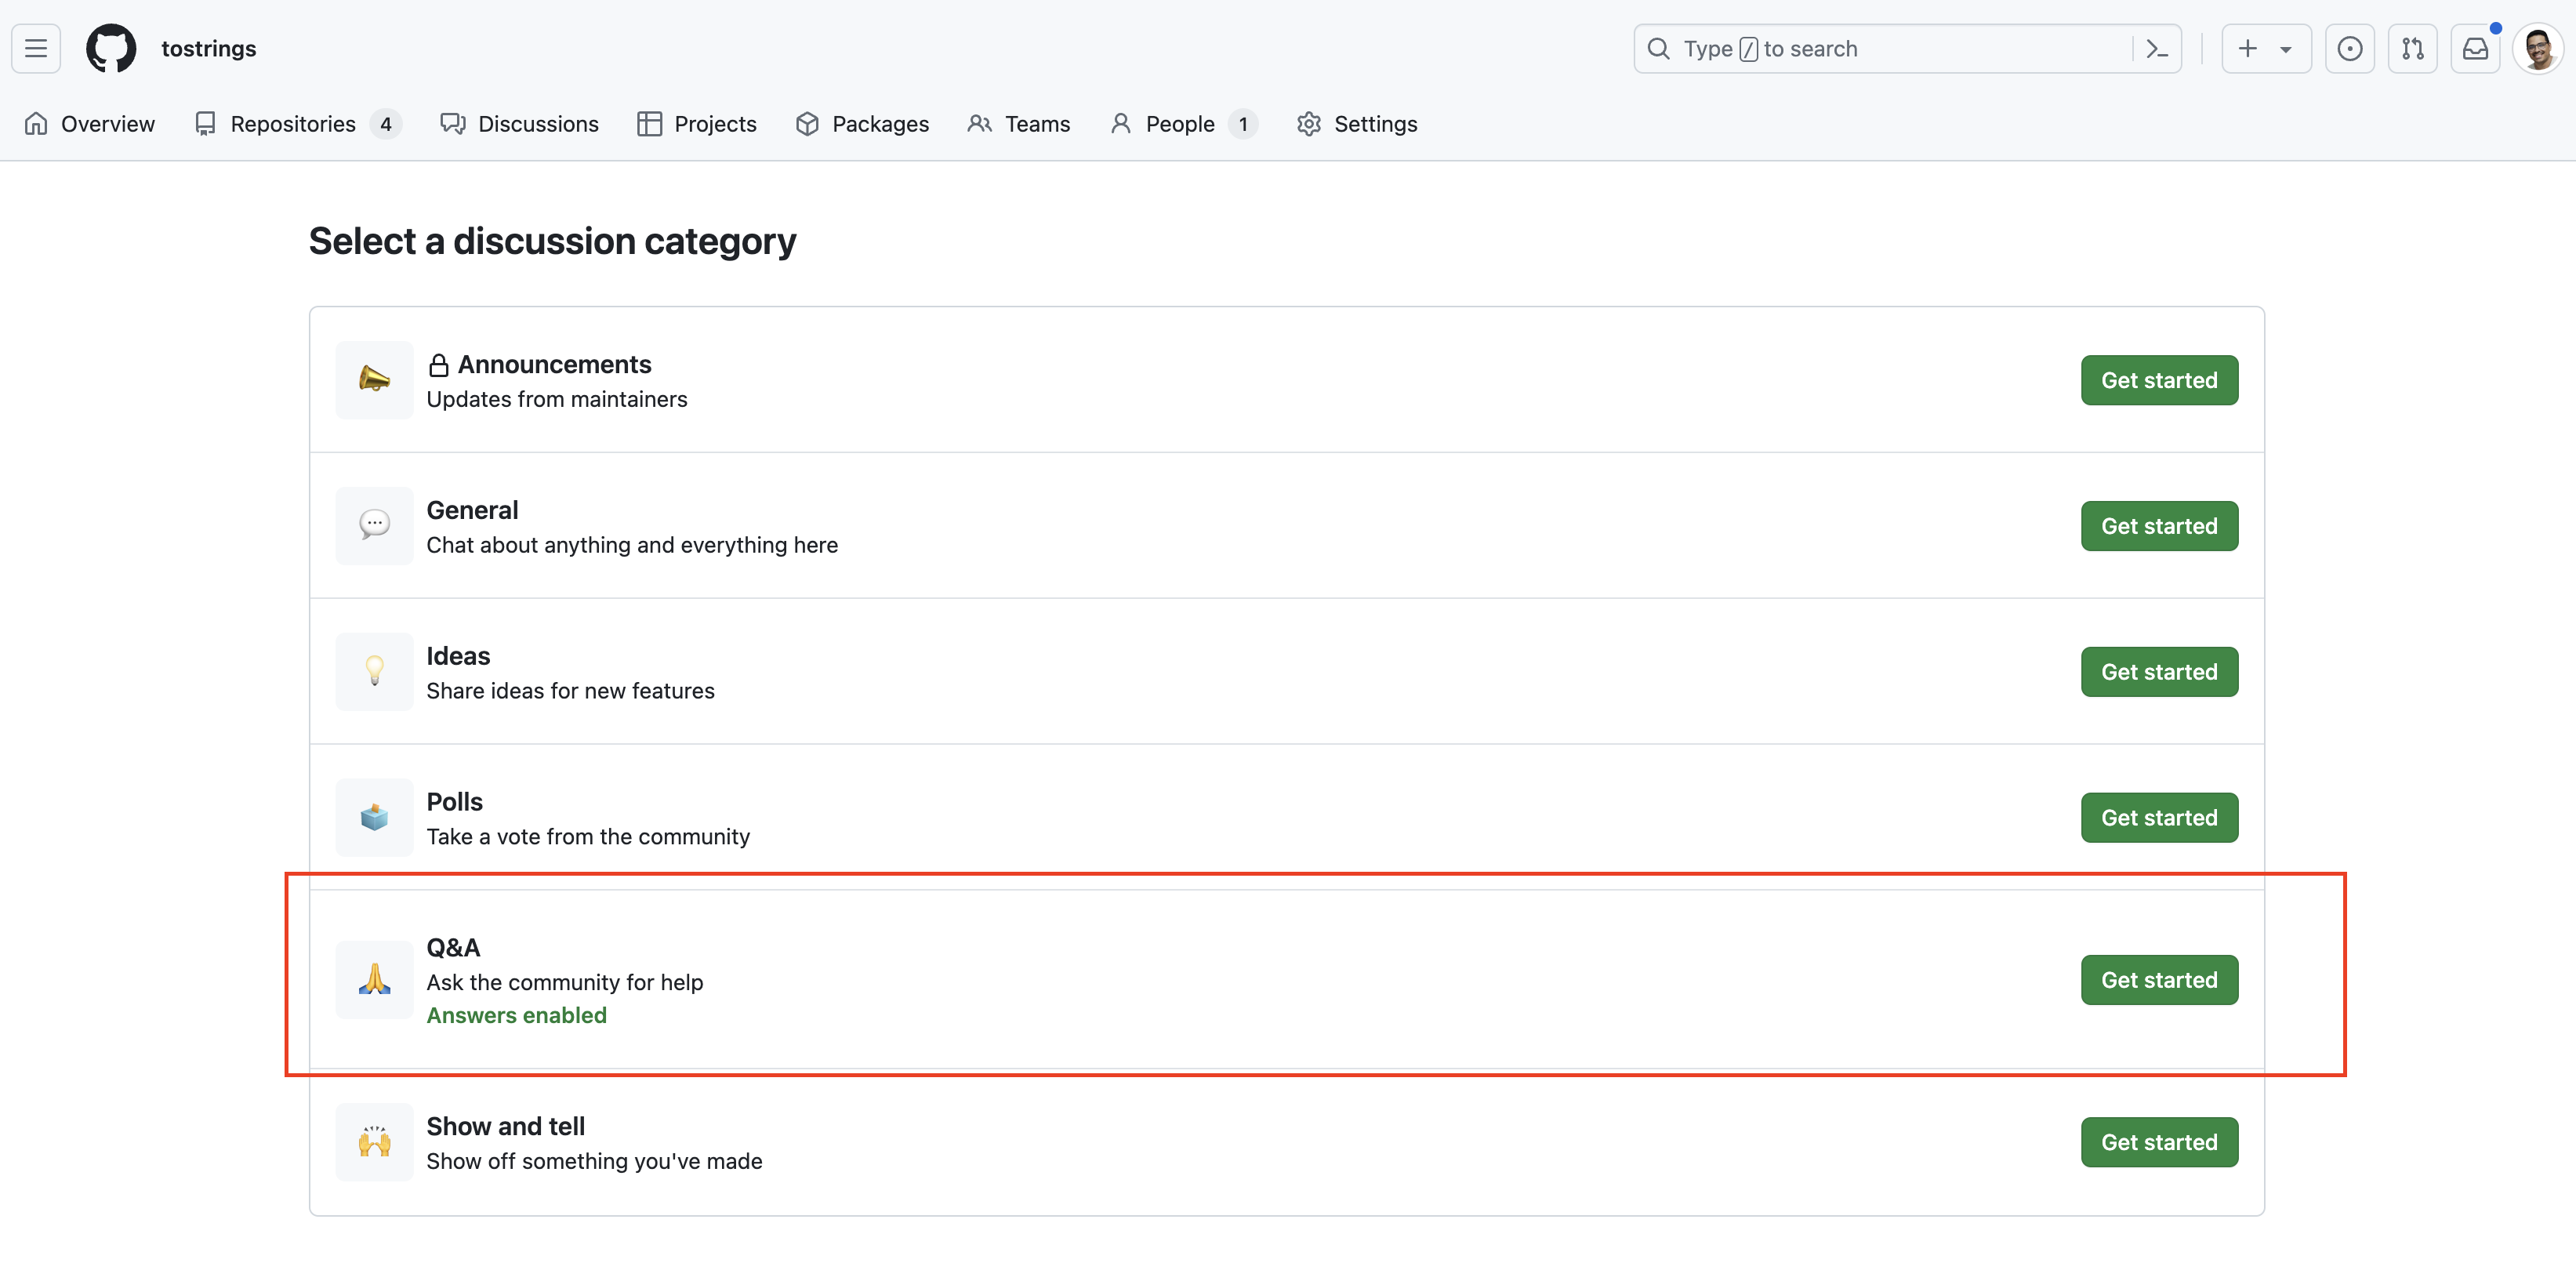 tostrings
Type / to search
Overview
Repositories 4
Discussions
Projects
Packages
Teams
People 1
Settings
Select a discussion category
Announcements
Updates from maintainers
Get started
General
Chat about anything and everything here
Get started
Ideas
Share ideas for new features
Get started
Polls
Take a vote from the community
Get started
Q&A
Ask the community for help
Answers enabled
Get started
Show and tell
Show off something you've made
Get started